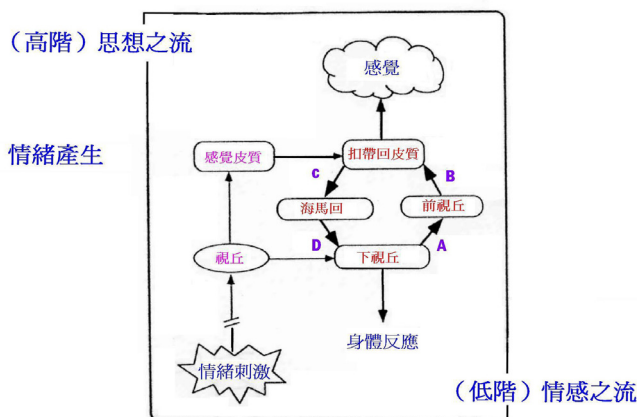 （高階）思想之流
感覺
情緒產生
感覺皮質
扣帶回皮質
C
B
海馬回
前視丘
D
A
視丘
下視丘
身體反應
情緒刺激
（低階）情感之流